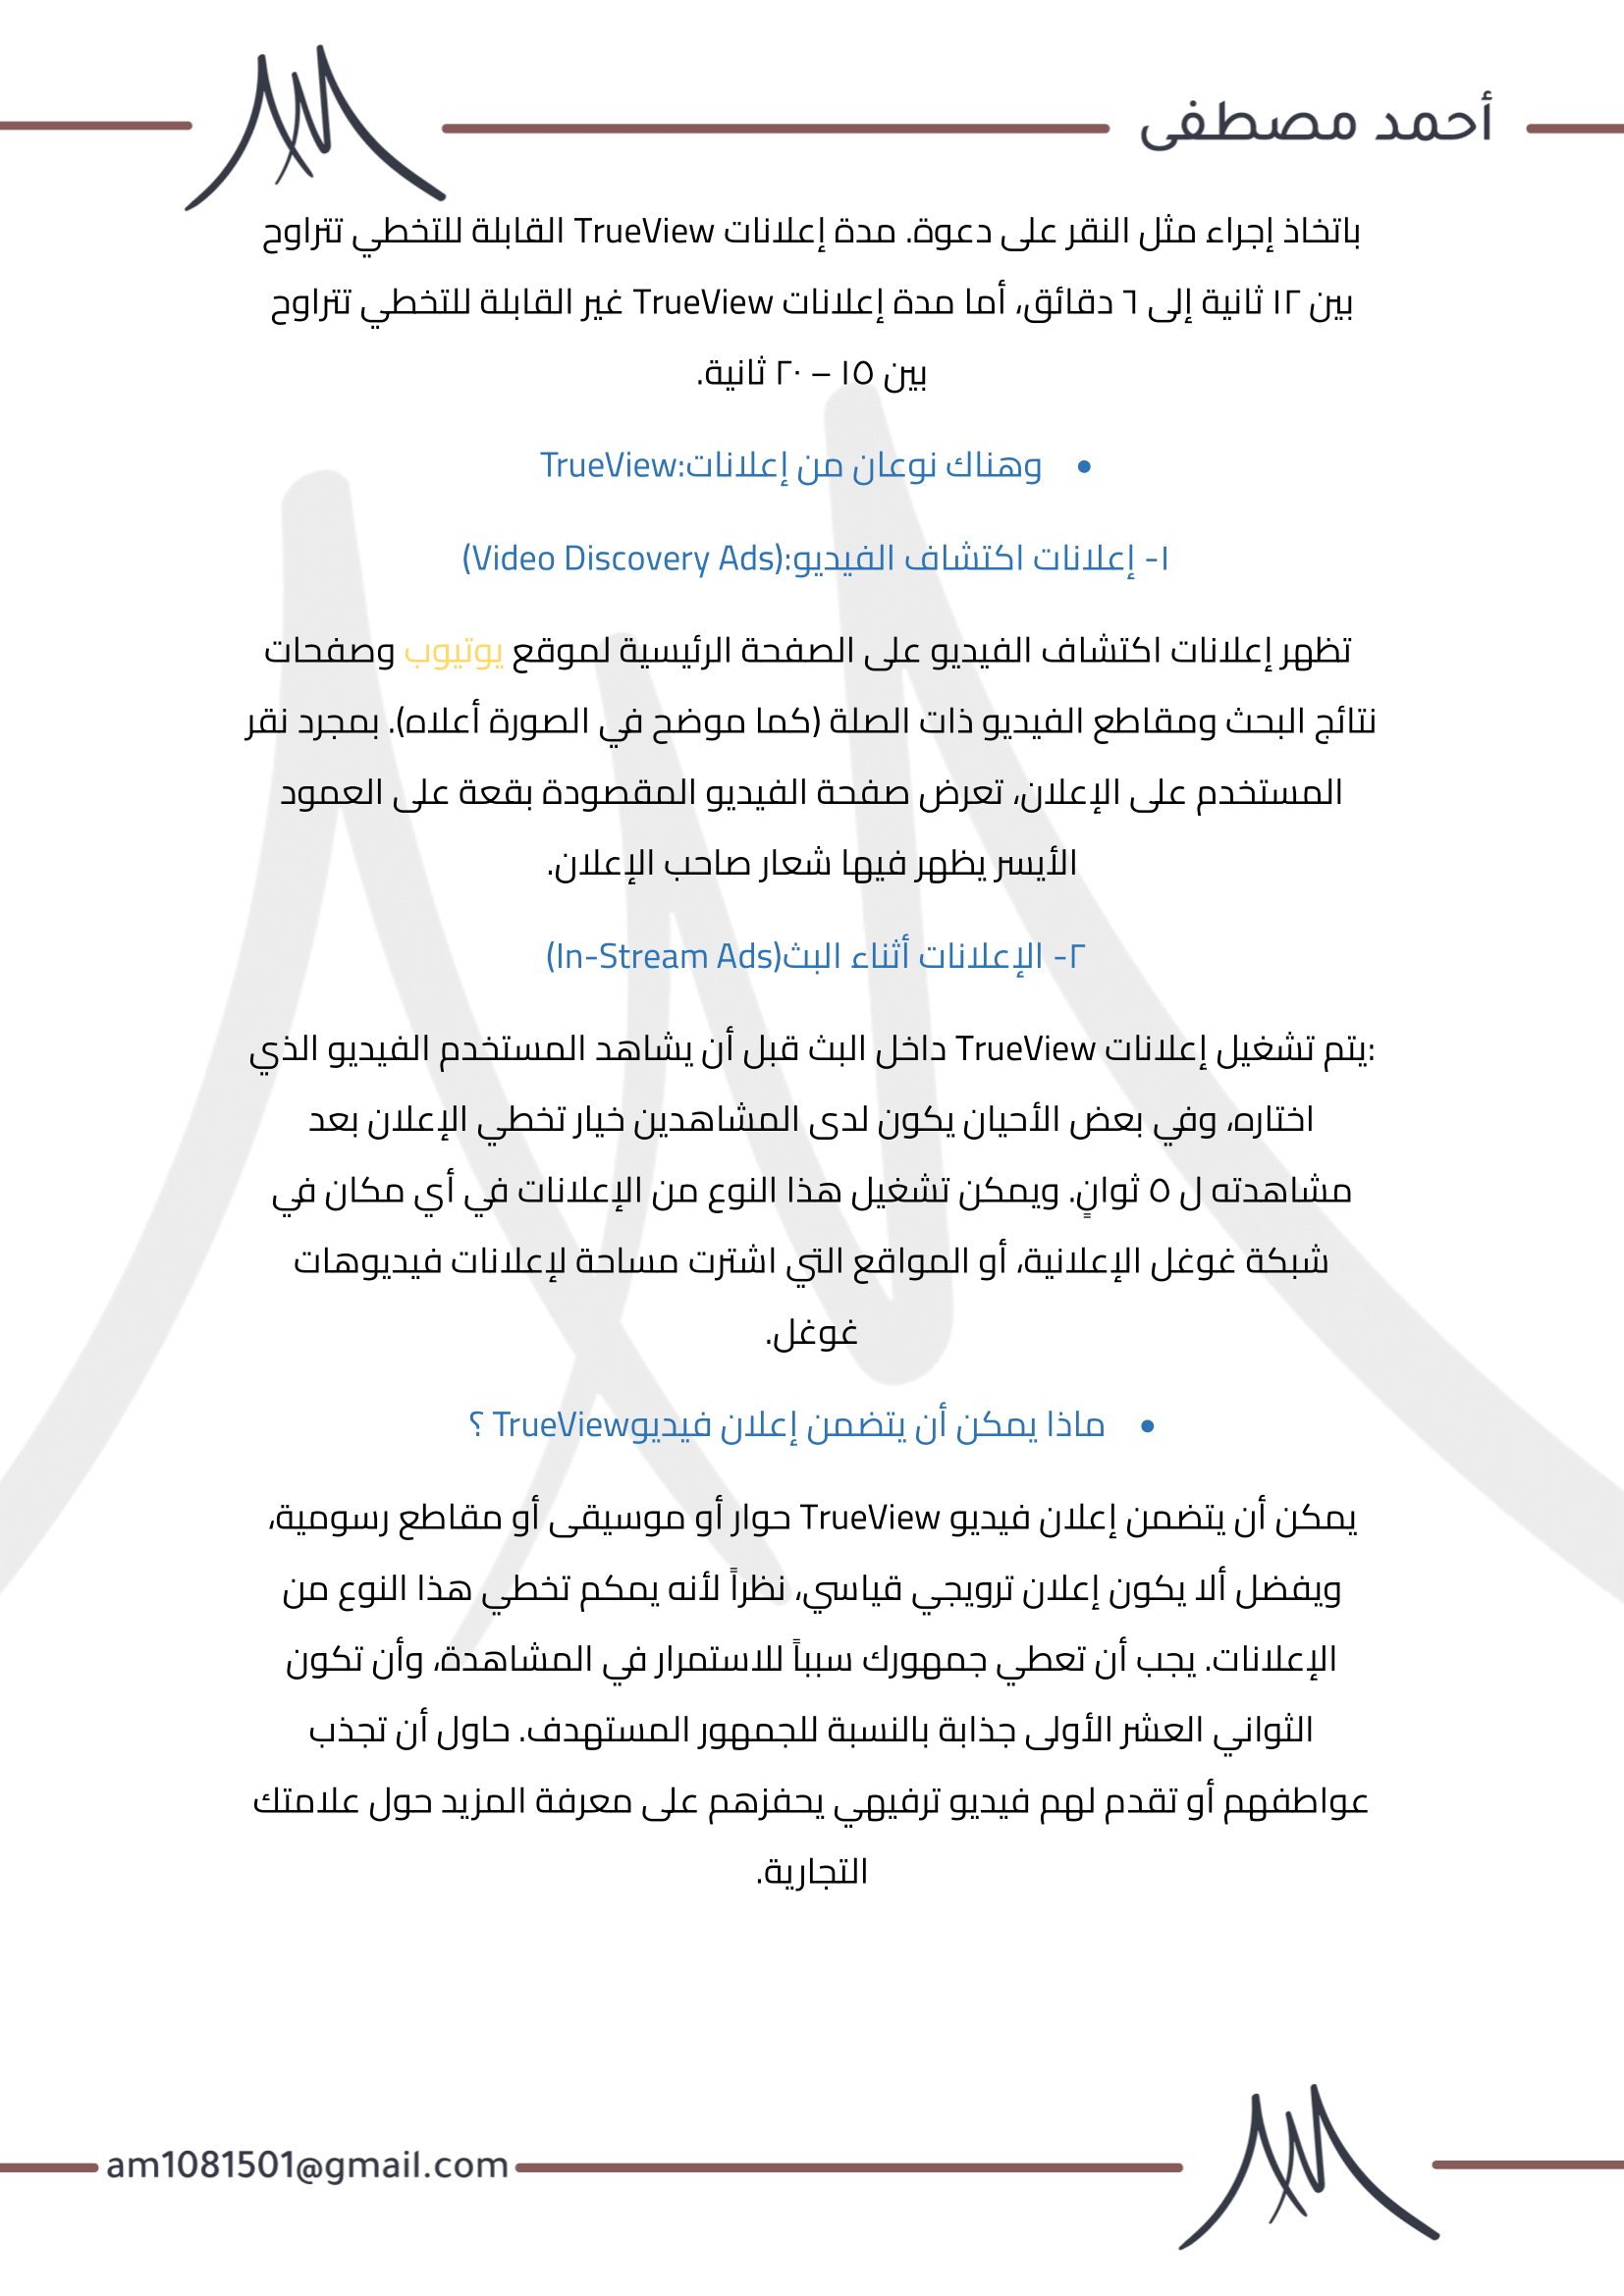 أحمد مصطفى
باتخاذ إجراء مثل النقر على دعوة. مدة إعلانات TrueView القابلة للتخطي تتراوح
بين ١٢ ثانية إلى ٦ دقائق، أما مدة إعلانات TrueView غير القابلة للتخطي تتراوح
بين ١٥ – ٢٠ ثانية.
• وهناك نوعان من إعلانات:TrueView
١- إعلانات اكتشاف الفيديو:(Video Discovery Ads)
تظهر إعلانات اكتشاف الفيديو على الصفحة الرئيسية لموقع يوتيوب وصفحات
نتائج البحث ومقاطع الفيديو ذات الصلة (كما موضح في الصورة أعلاه). بمجرد نقر
المستخدم على الإعلان، تعرض صفحة الفيديو المقصودة بقعة على العمود
الأيسر يظهر فيها شعار صاحب الإعلان.
٢- الإعلانات أثناء البث(In-Stream Ads)
:يتم تشغيل إعلانات TrueView داخل البث قبل أن يشاهد المستخدم الفيديو الذي
اختاره، وفي بعض الأحيان يكون لدى المشاهدين خيار تخطي الإعلان بعد
مشاهدته ل ٥ ثوانٍ. ويمكن تشغيل هذا النوع من الإعلانات في أي مكان في
شبكة غوغل الإعلانية، أو المواقع التي اشترت مساحة لإعلانات فيديوهات
غوغل.
• ماذا يمكن أن يتضمن إعلان فيديوTrueView ؟
يمكن أن يتضمن إعلان فيديو TrueView حوار أو موسيقى أو مقاطع رسومية،
ويفضل ألا يكون إعلان ترويجي قياسي، نظراً لأنه يمكم تخطي هذا النوع من
الإعلانات. يجب أن تعطي جمهورك سبباً للاستمرار في المشاهدة، وأن تكون
الثواني العشر الأولى جذابة بالنسبة للجمهور المستهدف. حاول أن تجذب
عواطفهم أو تقدم لهم فيديو ترفيهي يحفزهم على معرفة المزيد حول علامتك
التجارية.
am1081501@gmail.com